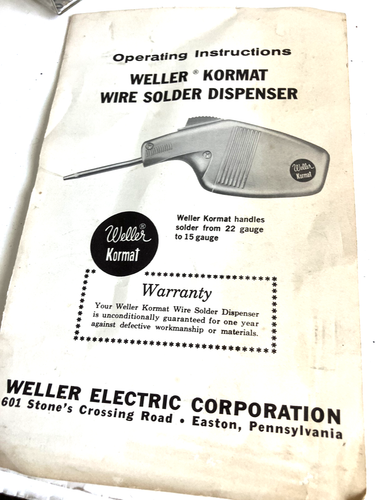 Operating Instructions
WELLER® KORMAT
WIRE SOLDER DISPENSER
Weller
Kormat
Weller Kormat handles
solder from 22 gauge
to 15 gauge
Weller®
Kormat
Warranty
Your Weller Kormat Wire Solder Dispenser
is unconditionally guaranteed for one year
against defective workmanship or materials.
WELLER ELECTRIC CORPORATION
601 Stone's Crossing Road • Easton, Pennsylvania